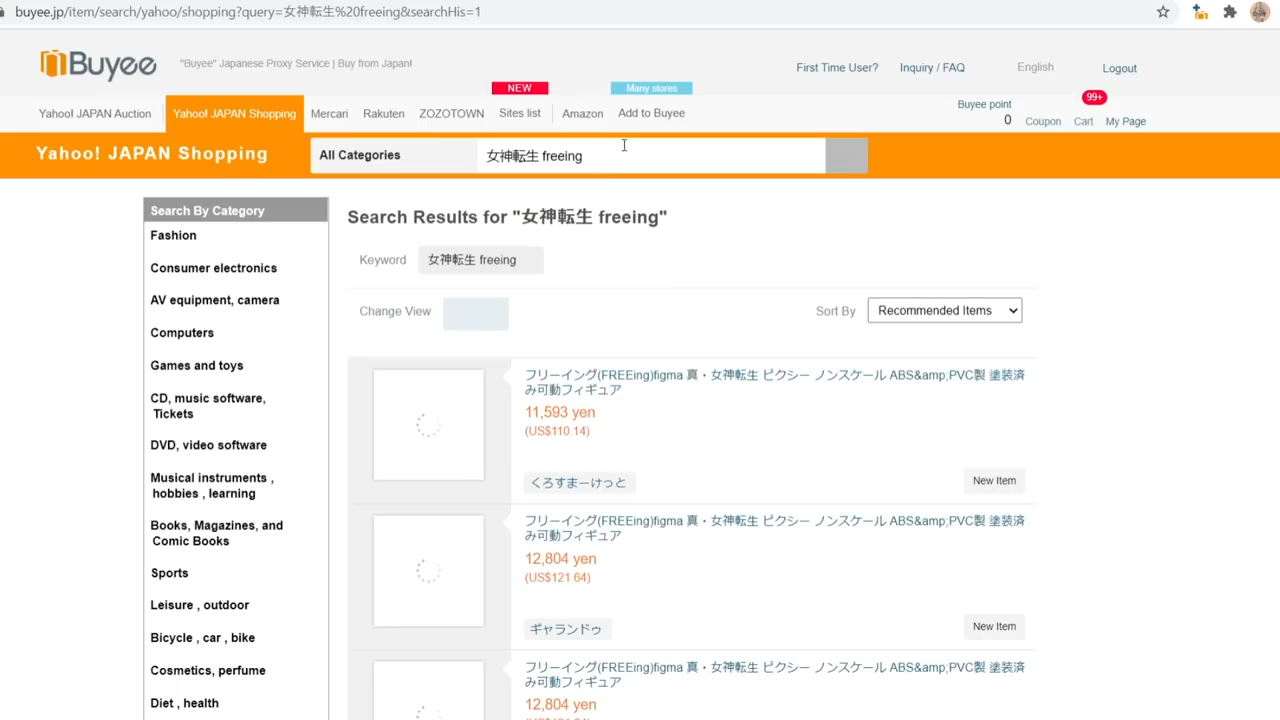 buyee.jp/item/search/yahoo/shopping?query=女神転生%20freeing&searchHis=1
Buyee
"Buyee" Japanese Proxy Service | Buy from Japan!
First Time User?
Inquiry / FAQ
English
Logout
NEW
Many stores
99+
Yahoo! JAPAN Auction
Yahoo! JAPAN Shopping
Mercari
Rakuten
ZOZOTOWN
Sites list
Amazon
Add to Buyee
Buyee point
0
Coupon
Cart
My Page
Yahoo! JAPAN Shopping
All Categories
女神転生 freeing
Search By Category
Fashion
Consumer electronics
AV equipment, camera
Computers
Games and toys
CD, music software,
Tickets
DVD, video software
Musical instruments ,
hobbies , learning
Books, Magazines, and
Comic Books
Sports
Leisure , outdoor
Bicycle , car , bike
Cosmetics, perfume
Diet , health
Search Results for "女神転生 freeing"
Keyword
女神転生 freeing
Change View
Sort By
Recommended Items
フリーイング(FREEing)figma 真・女神転生 ピクシー ノンスケール ABS&amp;PVC製 塗装済
み可動フィギュア
11,593 yen
(US$110.14)
くろすまーけっと
New Item
フリーイング(FREEing)figma 真・女神転生 ピクシー ノンスケール ABS&amp;PVC製 塗装済
み可動フィギュア
12,804 yen
(US$121.64)
ギャランドゥ
New Item
フリーイング(FREEing)figma 真・女神転生 ピクシー ノンスケール ABS&amp;PVC製 塗装済
み可動フィギュア
12,804 yen